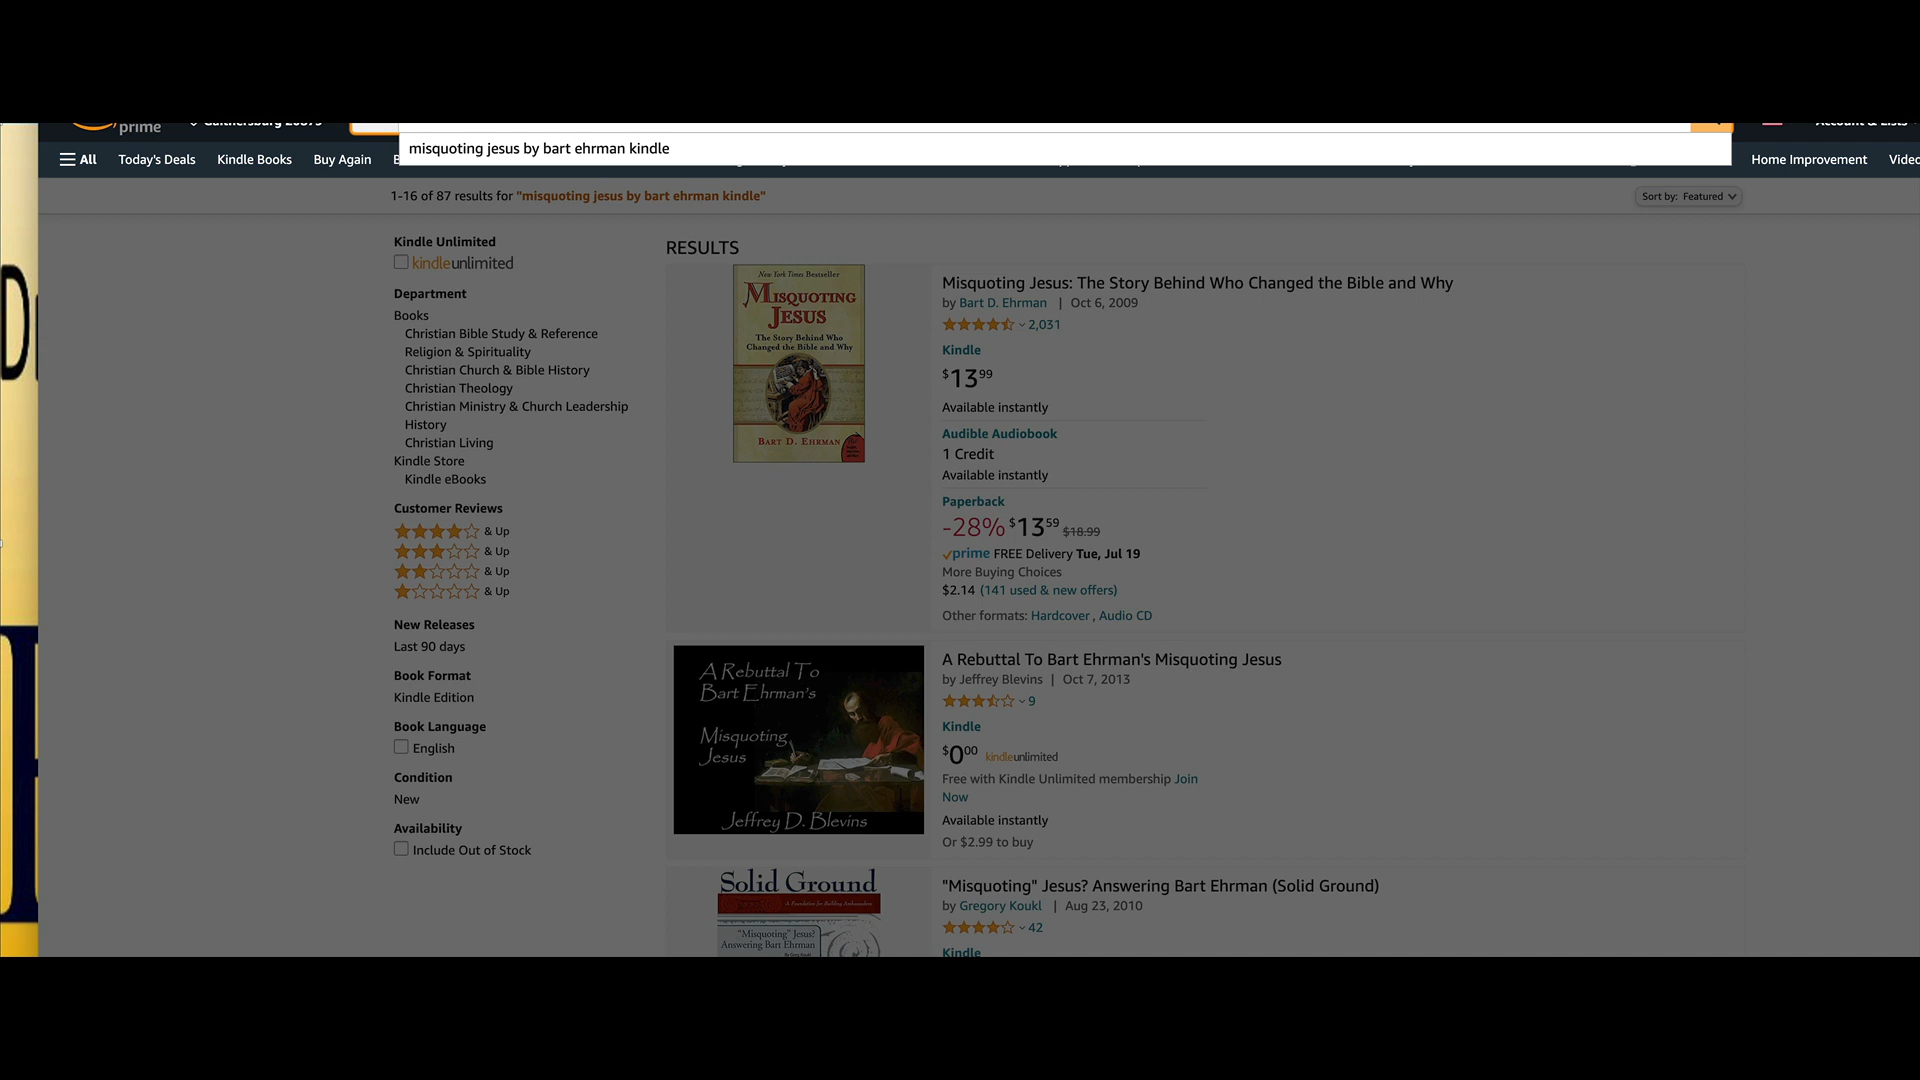 prime
Gaithersburg 20879
Account & Lists
misquoting jesus by bart ehrman kindle
All
Today's Deals
Kindle Books
Buy Again
Home Improvement
1-16 of 87 results for "misquoting jesus by bart ehrman kindle"
Sort by: Featured
Kindle Unlimited
kindleunlimited
Department
Books
Christian Bible Study & Reference
Religion & Spirituality
Christian Church & Bible History
Christian Theology
Christian Ministry & Church Leadership
History
Christian Living
Kindle Store
Kindle eBooks
Customer Reviews
& Up
& Up
& Up
& Up
New Releases
Last 90 days
Book Format
Kindle Edition
Book Language
English
Condition
New
Availability
Include Out of Stock
RESULTS
New York Times Bestseller
MISQUOTING
JESUS
The Story Behind Who
Changed the Bible and Why
BART D. EHRMAN
Misquoting Jesus: The Story Behind Who Changed the Bible and Why
by Bart D. Ehrman | Oct 6, 2009
2,031
Kindle
$13 99
Available instantly
Audible Audiobook
1 Credit
Available instantly
Paperback
-28% $13 59 $18.99
prime FREE Delivery Tue, Jul 19
More Buying Choices
$2.14 (141 used & new offers)
Other formats: Hardcover , Audio CD
A Rebuttal To
Bart Ehrman's
Misquoting
Jesus
Jeffrey D. Blevins
A Rebuttal To Bart Ehrman's Misquoting Jesus
by Jeffrey Blevins | Oct 7, 2013
9
Kindle
$0 00 kindleunlimited
Free with Kindle Unlimited membership Join
Now
Available instantly
Or $2.99 to buy
Solid Ground
"Misquoting" Jesus?
Answering Bart Ehrman
"Misquoting" Jesus? Answering Bart Ehrman (Solid Ground)
by Gregory Koukl | Aug 23, 2010
42
Kindle